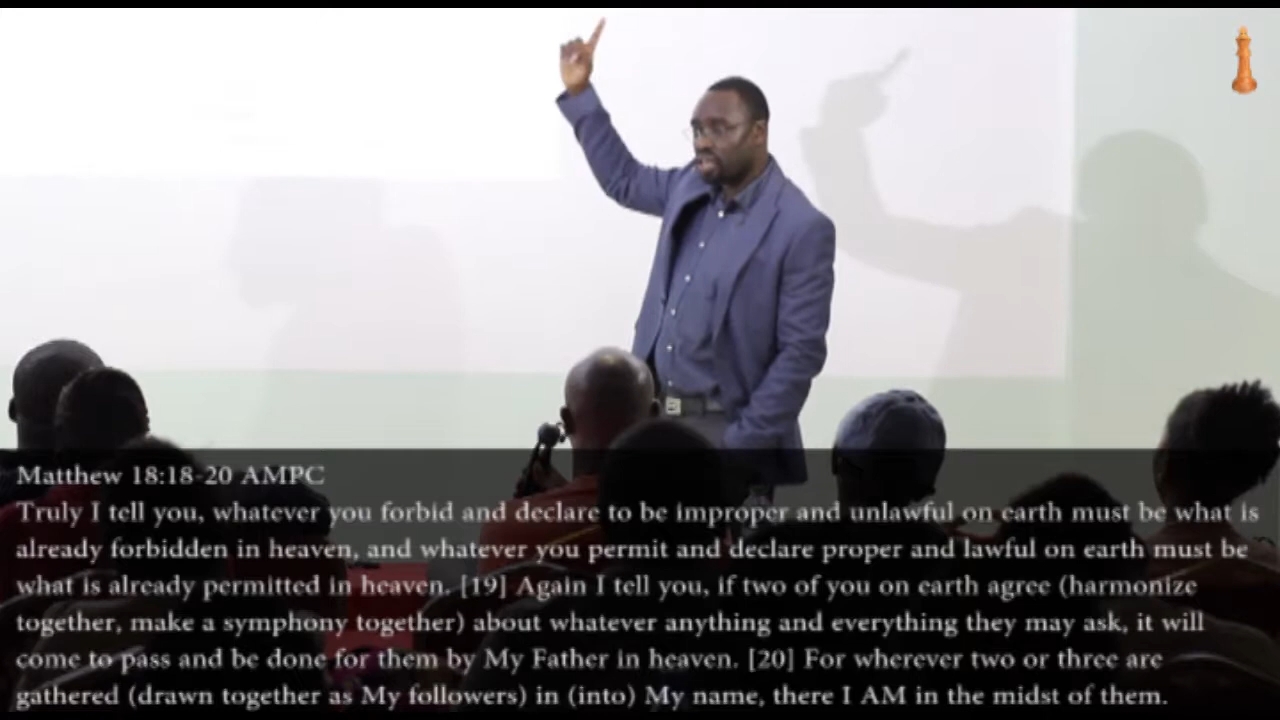 Matthew 18:18-20 AMPC
Truly I tell you, whatever you forbid and declare to be improper and unlawful on earth must be what is
already forbidden in heaven, and whatever you permit and declare proper and lawful on earth must be
what is already permitted in heaven. [19] Again I tell you, if two of you on earth agree (harmonize
together, make a symphony together) about whatever anything and everything they may ask, it will
come to pass and be done for them by My Father in heaven. [20] For wherever two or three are
gathered (drawn together as My followers) in (into) My name, there I AM in the midst of them.